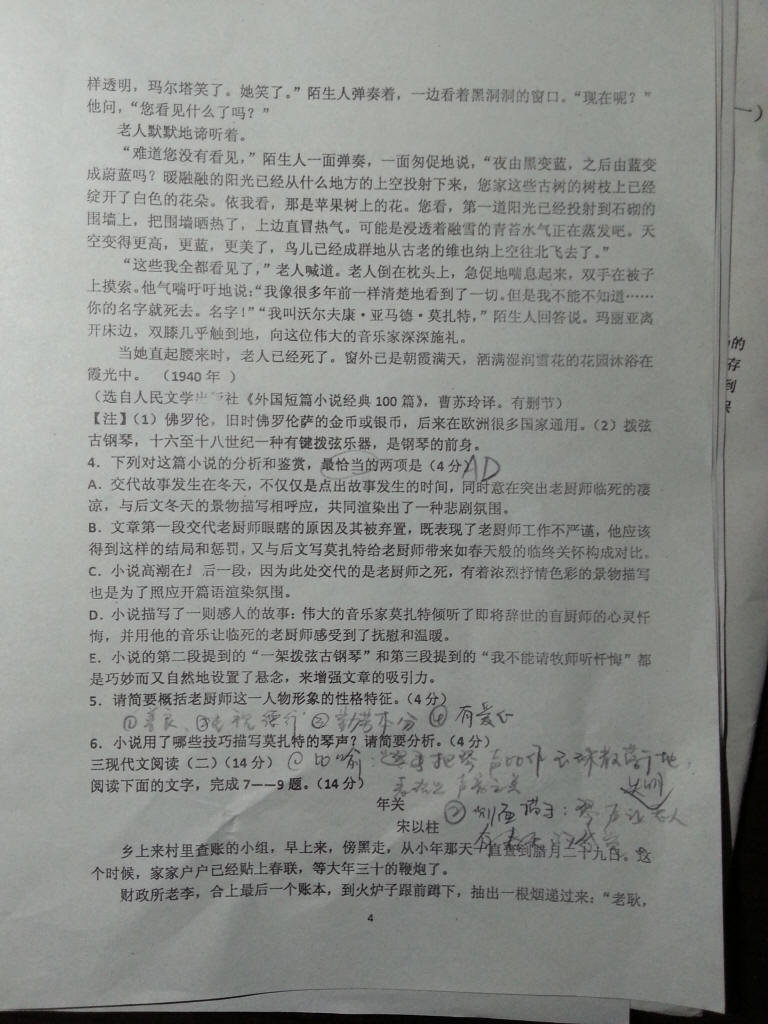 样透明，玛尔塔笑了。她笑了。”陌生人弹奏着，一边看着黑洞洞的窗口。“现在呢？”
他问，“您看见什么了吗？”
老人默默地谛听着。
“难道您没有看见，”陌生人一面弹奏，一面匆促地说，“夜由黑变蓝，之后由蓝变
成蔚蓝吗？暖融融的阳光已经从什么地方的上空投射下来，您家这些古树的树枝上已经
绽开了白色的花朵。依我看，那是苹果树上的花。您看，第一道阳光已经投射到石砌的
围墙上，把围墙晒热了，上边直冒热气。可能是浸透着融雪的青苔水气正在蒸发吧。天
空变得更高，更蓝，更美了，鸟儿已经成群地从古老的维也纳上空往北飞去了。”
“这些我全都看见了，”老人喊道。老人倒在枕头上，急促地喘息起来，双手在被子
上摸索。他气喘吁吁地说：“我像很多年前一样清楚地看到了一切。但是我不能不知道……
你的名字就死去。名字！”“我叫沃尔夫康·亚马德·莫扎特，”陌生人回答说。玛丽亚离
开床边，双膝几乎触到地，向这位伟大的音乐家深深施礼。
当她直起腰来时，老人已经死了。窗外已是朝霞满天，洒满湿润雪花的花园沐浴在
霞光中。（1940 年 ）
（选自人民文学出版社《外国短篇小说经典 100 篇》，曹苏玲译。有删节）
【注】（1）佛罗伦，旧时佛罗伦萨的金币或银币，后来在欧洲很多国家通用。（2）拨弦
古钢琴，十六至十八世纪一种有键拨弦乐器，是钢琴的前身。
4．下列对这篇小说的分析和鉴赏，最恰当的两项是（4 分）AD
A．交代故事发生在冬天，不仅仅是点出故事发生的时间，同时意在突出老厨师临死的凄
凉，与后文冬天的景物描写相呼应，共同渲染出了一种悲剧氛围。
B．文章第一段交代老厨师眼瞎的原因及其被弃置，既表现了老厨师工作不严谨，他应该
得到这样的结局和惩罚，又与后文写莫扎特给老厨师带来如春天般的临终关怀构成对比。
C．小说高潮在 后一段，因为此处交代的是老厨师之死，有着浓烈抒情色彩的景物描写
也是为了照应开篇语渲染氛围。
D．小说描写了一则感人的故事：伟大的音乐家莫扎特倾听了即将辞世的盲厨师的心灵忏
悔，并用他的音乐让临死的老厨师感受到了抚慰和温暖。
E．小说的第二段提到的“一架拨弦古钢琴”和第三段提到的“我不能请牧师听忏悔”都
是巧妙而又自然地设置了悬念，来增强文章的吸引力。
5．请简要概括老厨师这一人物形象的性格特征。（4 分）
①善良、② ③勤劳本分 ④有爱心
6．小说用了哪些技巧描写莫扎特的琴声？请简要分析。（4 分）
三现代文阅读（二）（14 分） ①比喻：
阅读下面的文字，完成 7——9 题。（14 分）
年关 ②侧面
宋以柱
乡上来村里查账的小组，早上来，傍黑走，从小年那天一直查到腊月二十九日。这
个时候，家家户户已经贴上春联，等大年三十的鞭炮了。
财政所老李，合上最后一个账本，到火炉子跟前蹲下，抽出一根烟递过来：“老耿，
4
一）
的
存
到